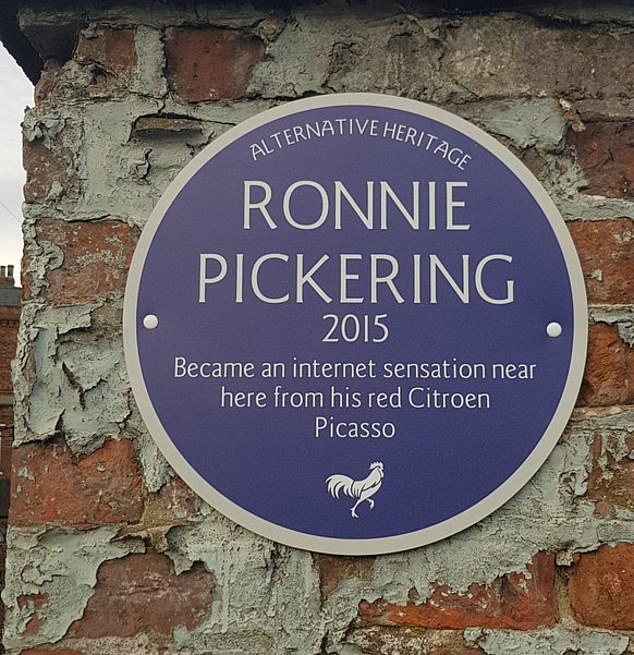 ALTERNATIVE HERITAGE
RONNIE
PICKERING
2015
Became an internet sensation near
here from his red Citroen
Picasso